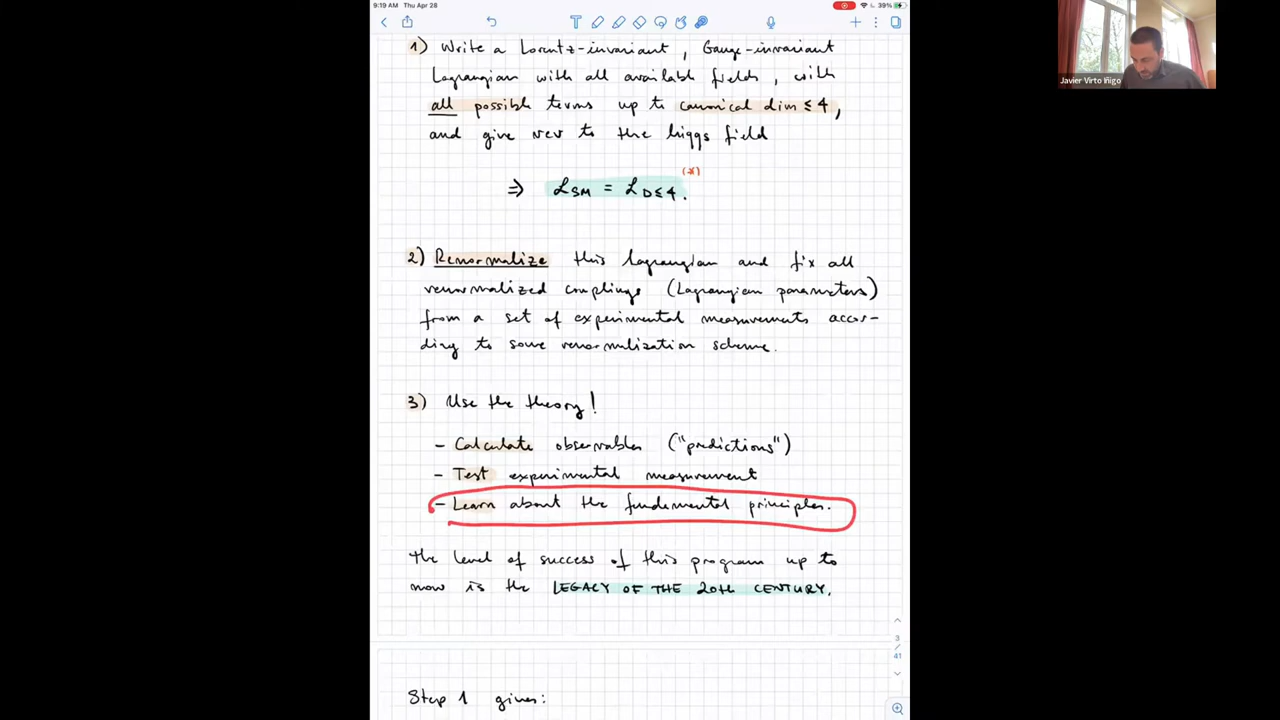 9:19 AM Thu Apr 28
39%
1) Write a Lorentz-invariant, Gauge-invariant
Lagrangian with all available fields, with
all possible terms up to canonical dim ≤ 4,
and give vev to the higgs field
(*)
⇒ ℒSM = ℒD≤4.
2) Renormalize this Lagrangian and fix all
renormalized couplings (Lagrangian parameters)
from a set of experimental measurements accor-
ding to some renormalization scheme.
3) Use the theory!
- Calculate observables ("predictions")
- Test experimental measurement
- Learn about the fundamental principles.
The level of success of this program up to
now is the LEGACY OF THE 20th CENTURY.
Step 1 gives:
3
/
41
Javier Virto Iñigo